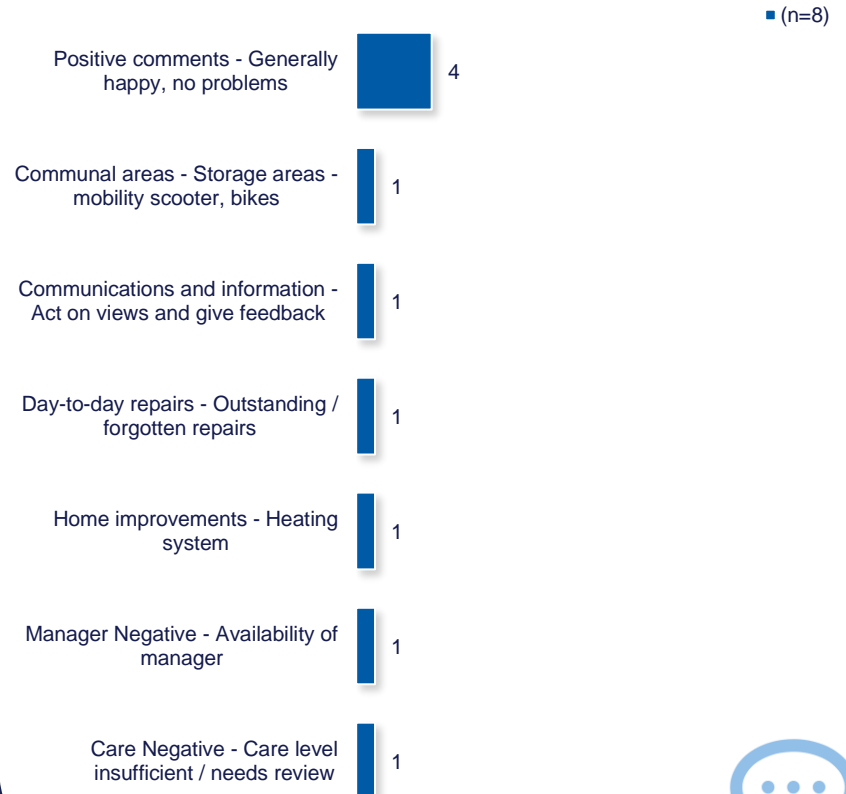 (n=8)
Positive comments - Generally
happy, no problems
4
Communal areas - Storage areas -
mobility scooter, bikes
1
Communications and information -
Act on views and give feedback
1
Day-to-day repairs - Outstanding /
forgotten repairs
1
Home improvements - Heating
system
1
Manager Negative - Availability of
manager
1
Care Negative - Care level
insufficient / needs review
1